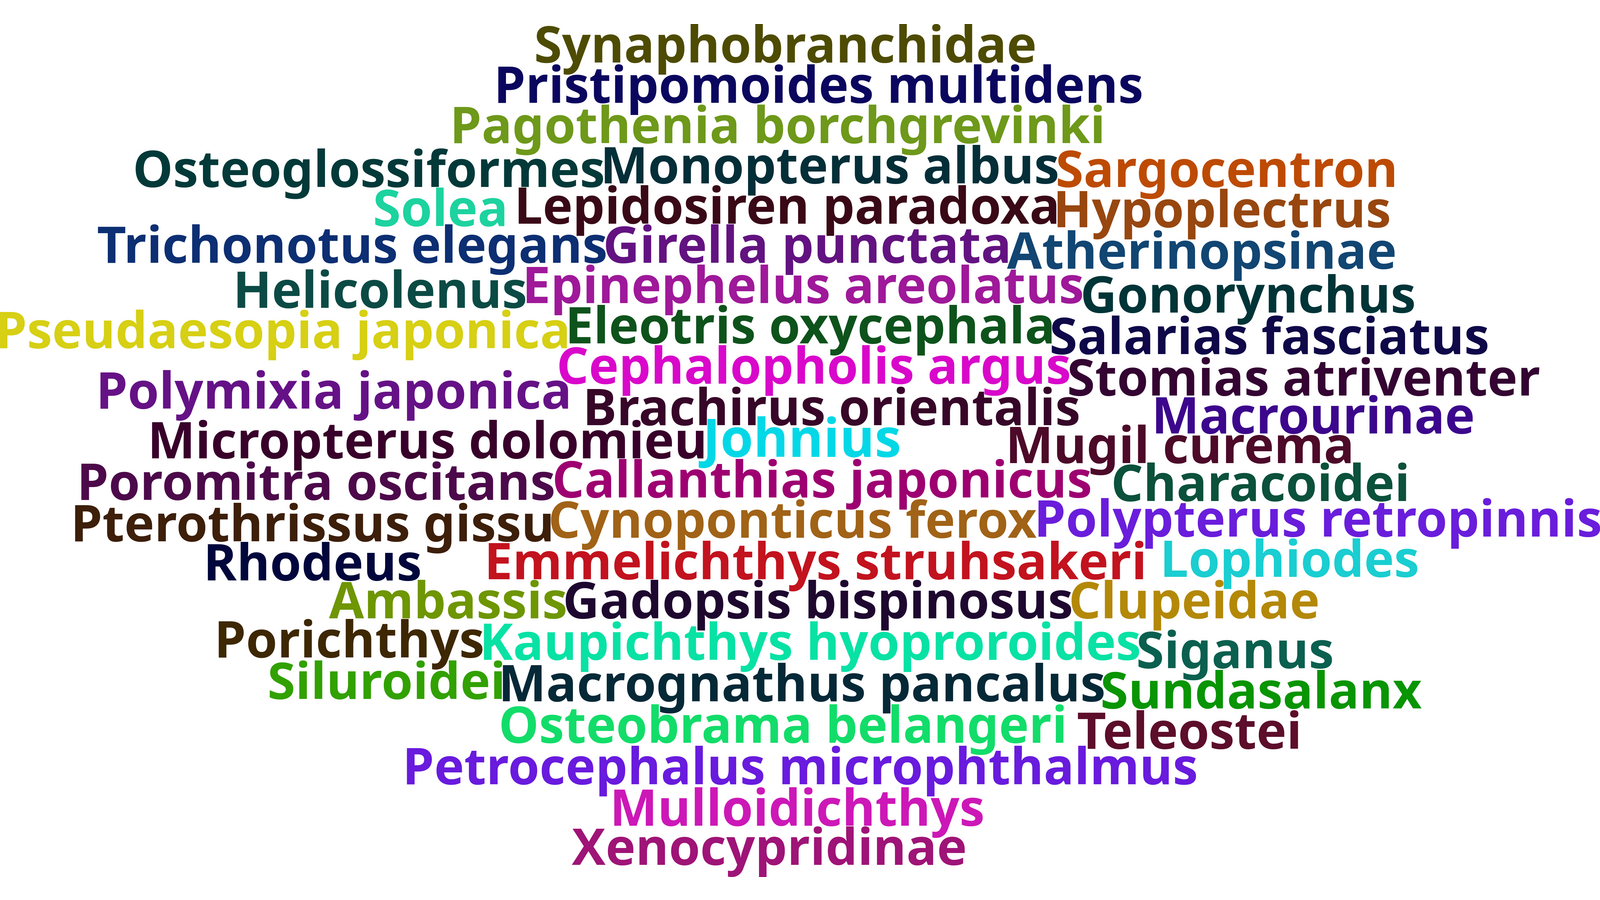 Synaphobranchidae
Pristipomoides multidens
Pagothenia borchgrevinki
Osteoglossiformes Monopterus albus Sargocentron
Solea Lepidosiren paradoxa Hypoplectrus
Trichonotus elegans Girella punctata Atherinopsinae
Helicolenus Epinephelus areolatus Gonorynchus
Pseudaesopia japonica Eleotris oxycephala Salarias fasciatus
Cephalopholis argus Stomias atriventer
Polymixia japonica Brachirus orientalis Macrourinae
Micropterus dolomieu Johnius Mugil curema
Poromitra oscitans Callanthias japonicus Characoidei
Pterothrissus gissu Cynoponticus ferox Polypterus retropinnis
Rhodeus Emmelichthys struhsakeri Lophiodes
Ambassis Gadopsis bispinosus Clupeidae
Porichthys Kaupichthys hyoproroides Siganus
Siluroidei Macrognathus pancalus Sundasalanx
Osteobrama belangeri Teleostei
Petrocephalus microphthalmus
Mulloidichthys
Xenocypridinae